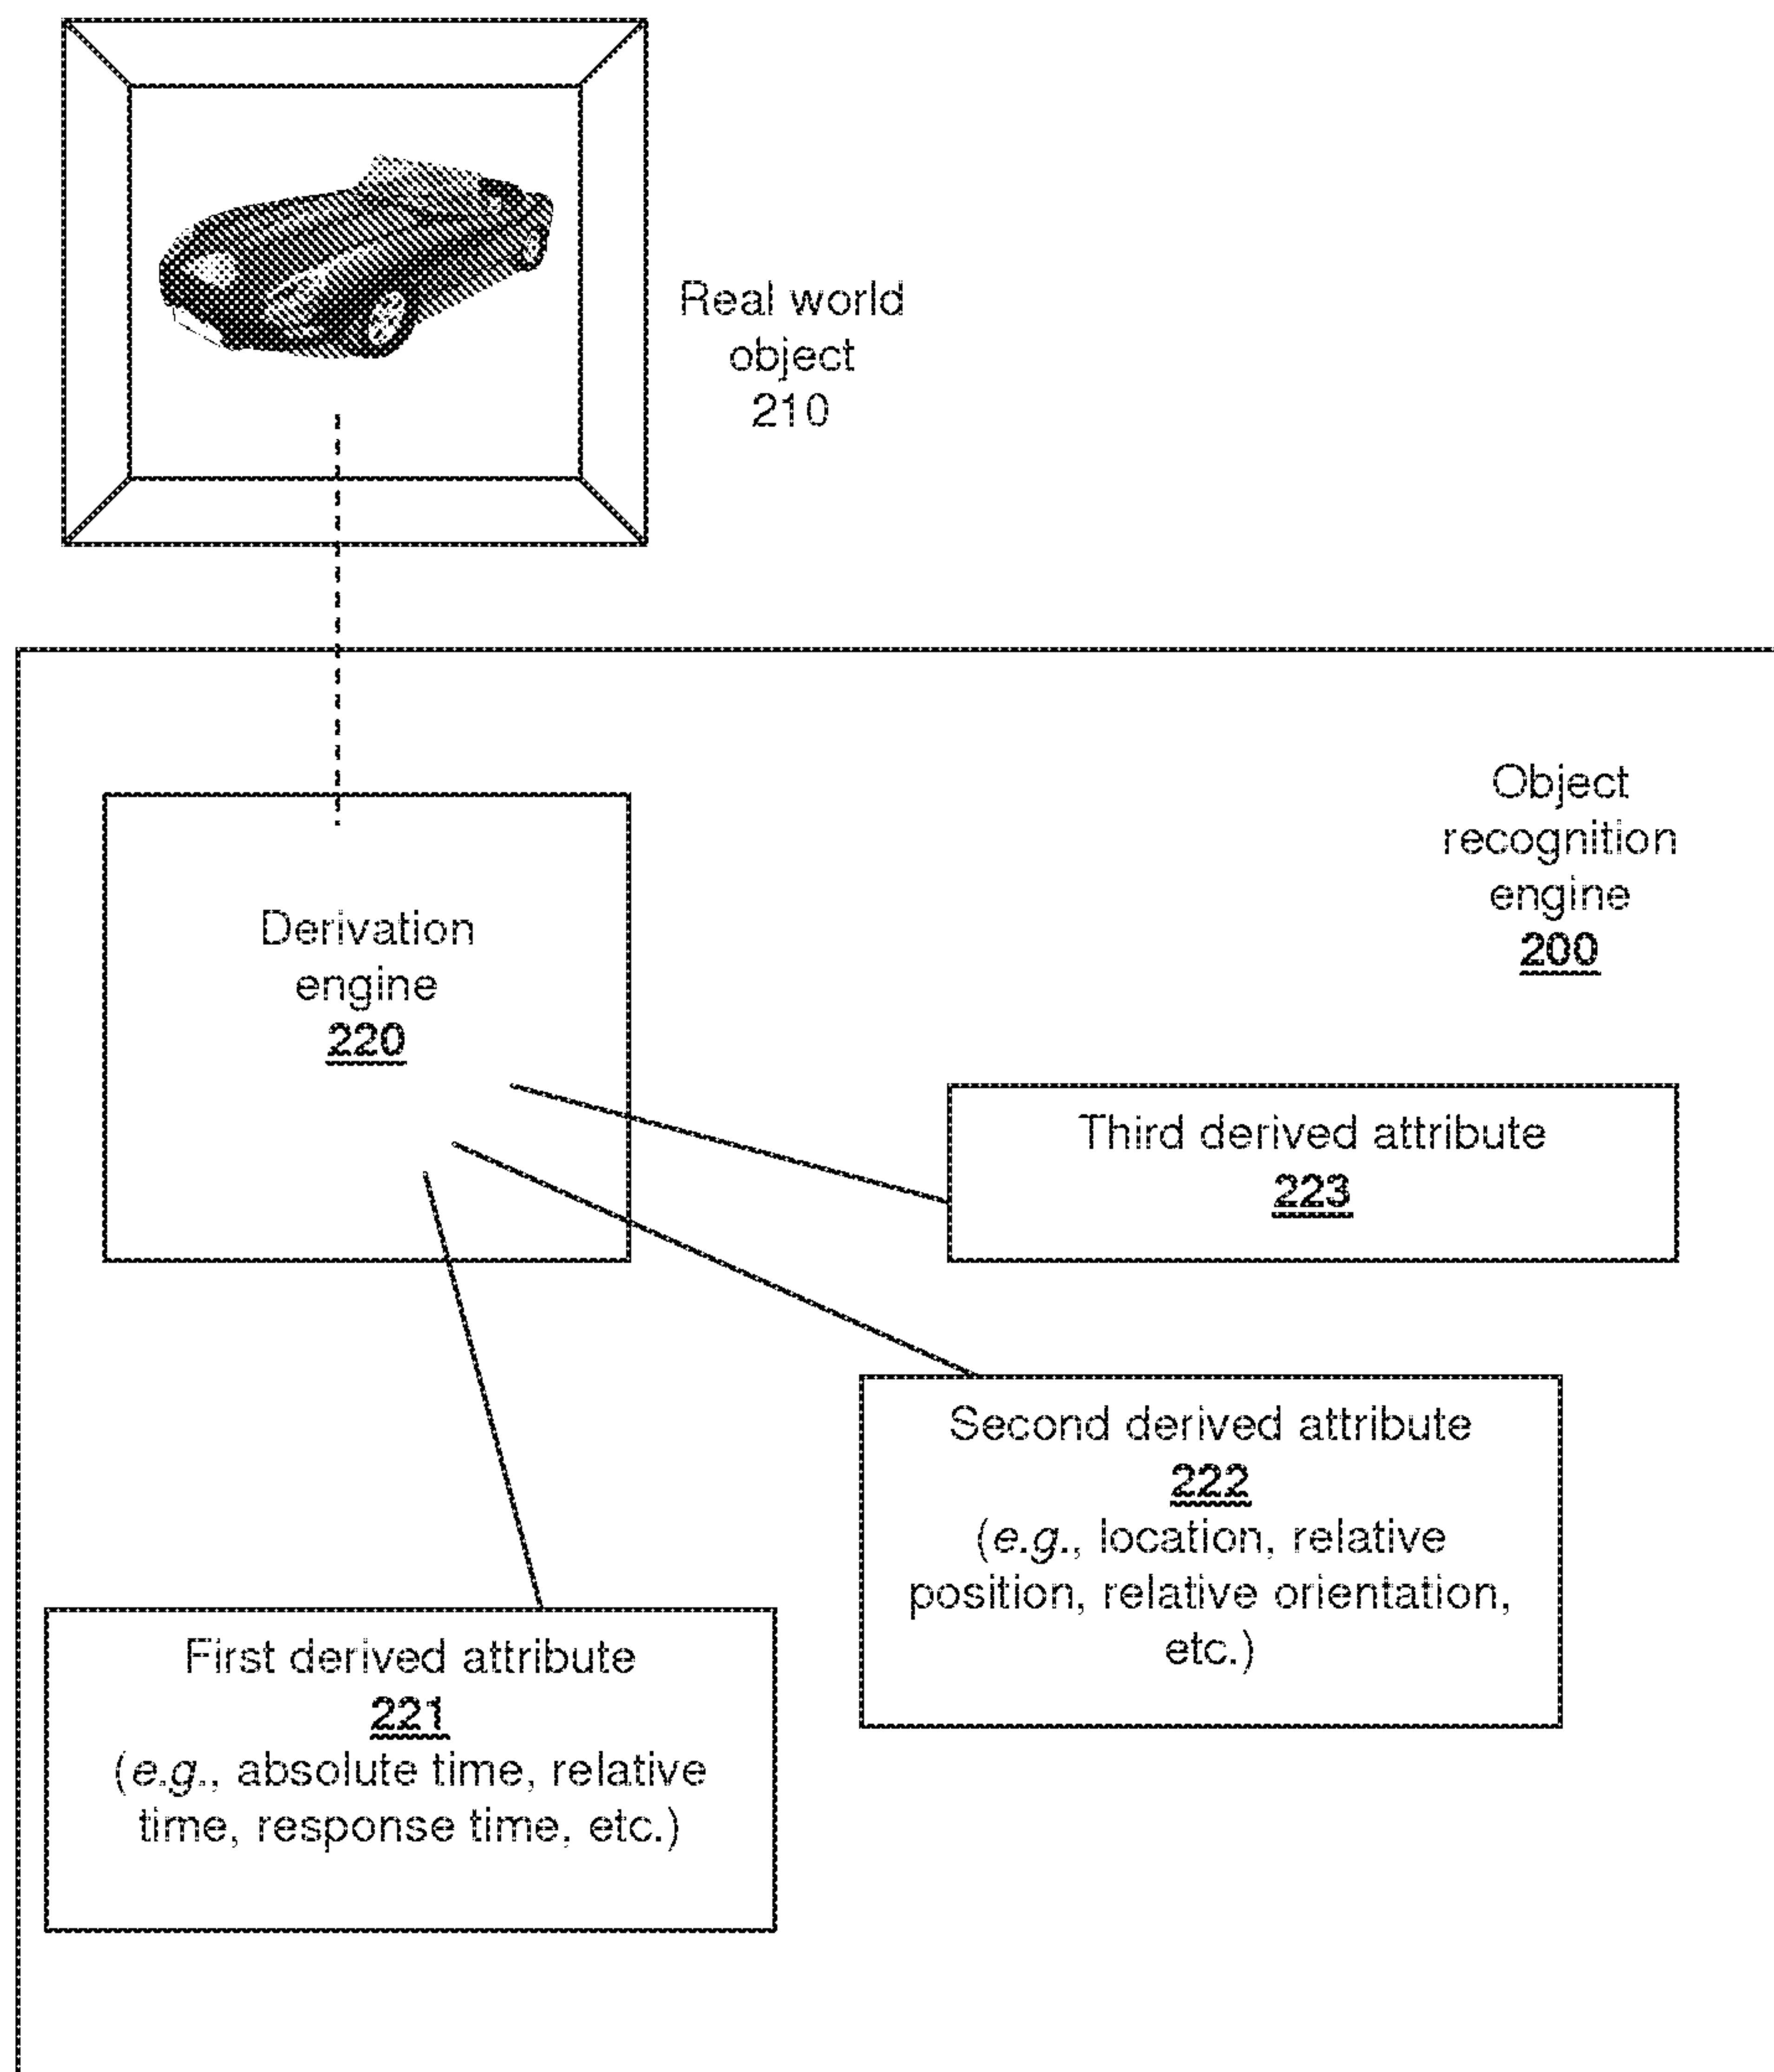 Real world
object
210
Object
recognition
engine
200
Derivation
engine
220
Third derived attribute
223
Second derived attribute
222
(e.g., location, relative
position, relative orientation,
etc.)
First derived attribute
221
(e.g., absolute time, relative
time, response time, etc.)